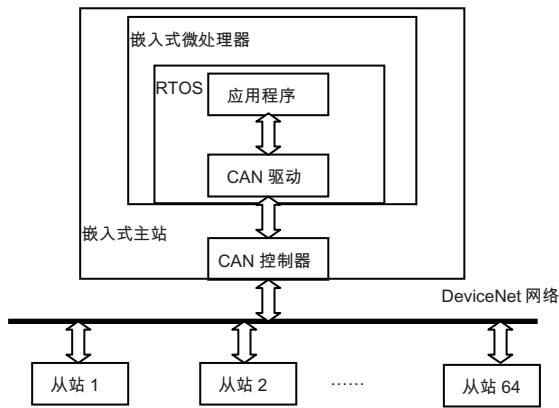 嵌入式微处理器
RTOS
应用程序
CAN 驱动
嵌入式主站
CAN 控制器
DeviceNet 网络
从站 1
从站 2
……
从站 64